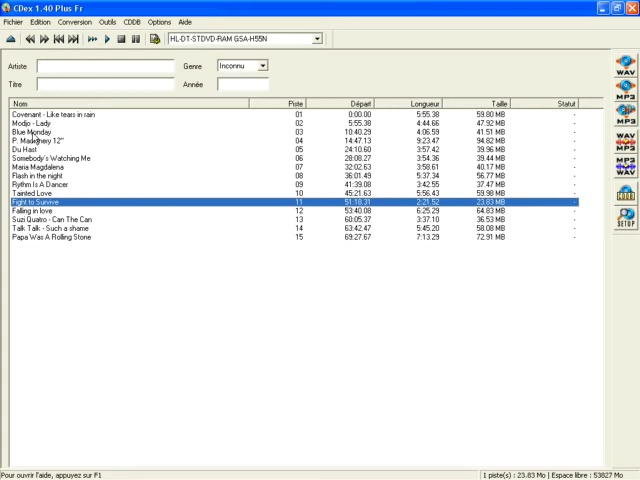 CDex 1.40 Plus Fr
Fichier Edition Conversion Outils CDDB Options Aide
HL-DT-STDVD-RAM GSA-H55N
Artiste Genre Inconnu
Titre Année
Nom Piste Départ Longueur Taille Statut
Covenant - Like tears in rain 01 0:00.00 5:55.38 59.80 MB -
Modjo - Lady 02 5:55.38 4:44.66 47.92 MB -
Blue Monday 03 10:40.29 4:06.59 41.51 MB -
04 14:47.13 9:23.47 94.82 MB -
Du Hast 05 24:10.60 3:57.42 39.96 MB -
Somebody's Watching Me 06 28:08.27 3:54.36 39.44 MB -
Maria Magdalena 07 32:02.63 3:58.61 40.17 MB -
Flash in the night 08 36:01.49 5:37.34 56.77 MB -
Rythm Is A Dancer 09 41:39.08 3:42.55 37.47 MB -
Tainted Love 10 45:21.63 5:56.43 59.98 MB -
Fight to Survive 11 51:18.31 2:21.52 23.83 MB -
Falling in love 12 53:40.08 6:25.29 64.83 MB -
Suzi Quatro - Can The Can 13 60:05.37 3:37.10 36.53 MB -
Talk Talk - Such a shame 14 63:42.47 5:45.20 58.08 MB -
Papa Was A Rolling Stone 15 69:27.67 7:13.29 72.91 MB -
WAV
MP3
MP3
WAV
MP3
MP3
WAV
CDDB
SETUP
Pour ouvrir l'aide, appuyez sur F1 1 piste(s) : 23.83 Mo | Espace libre : 53827 Mo